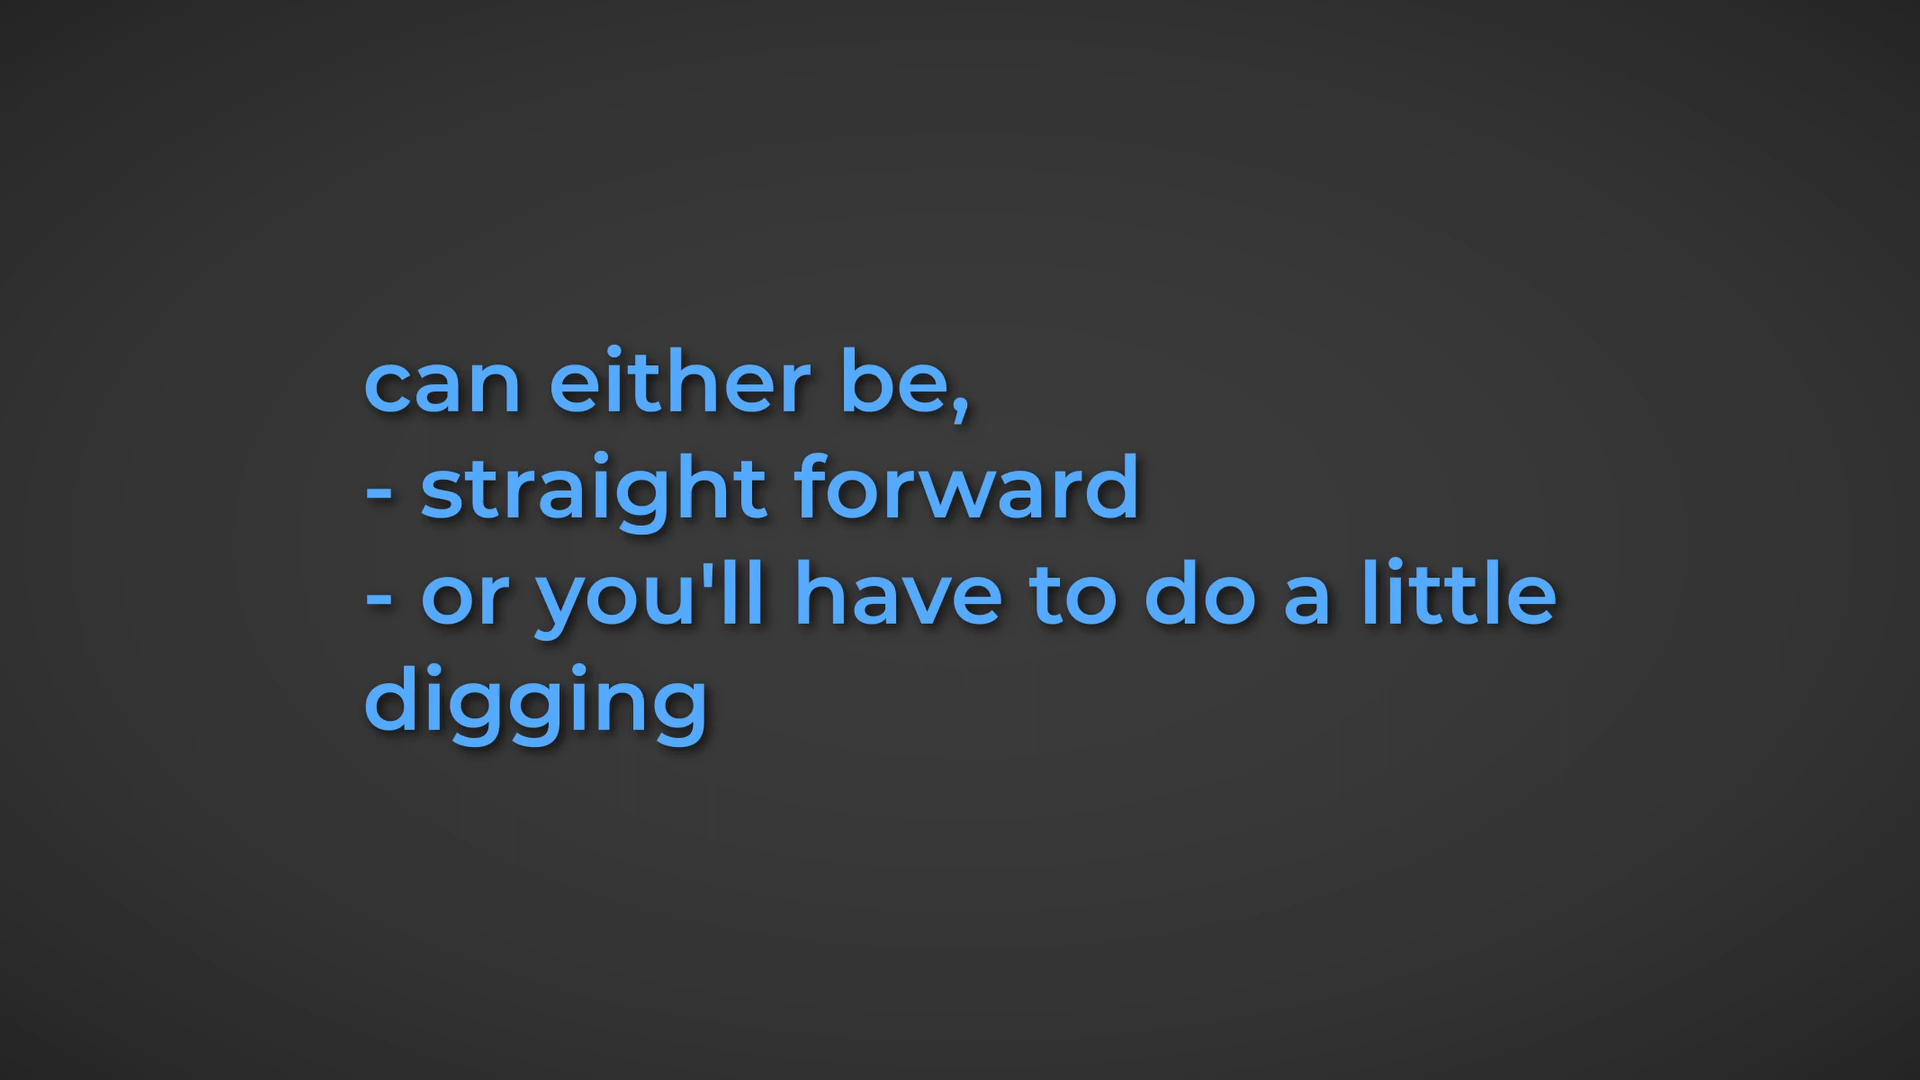 can either be,
- straight forward
- or you'll have to do a little
digging